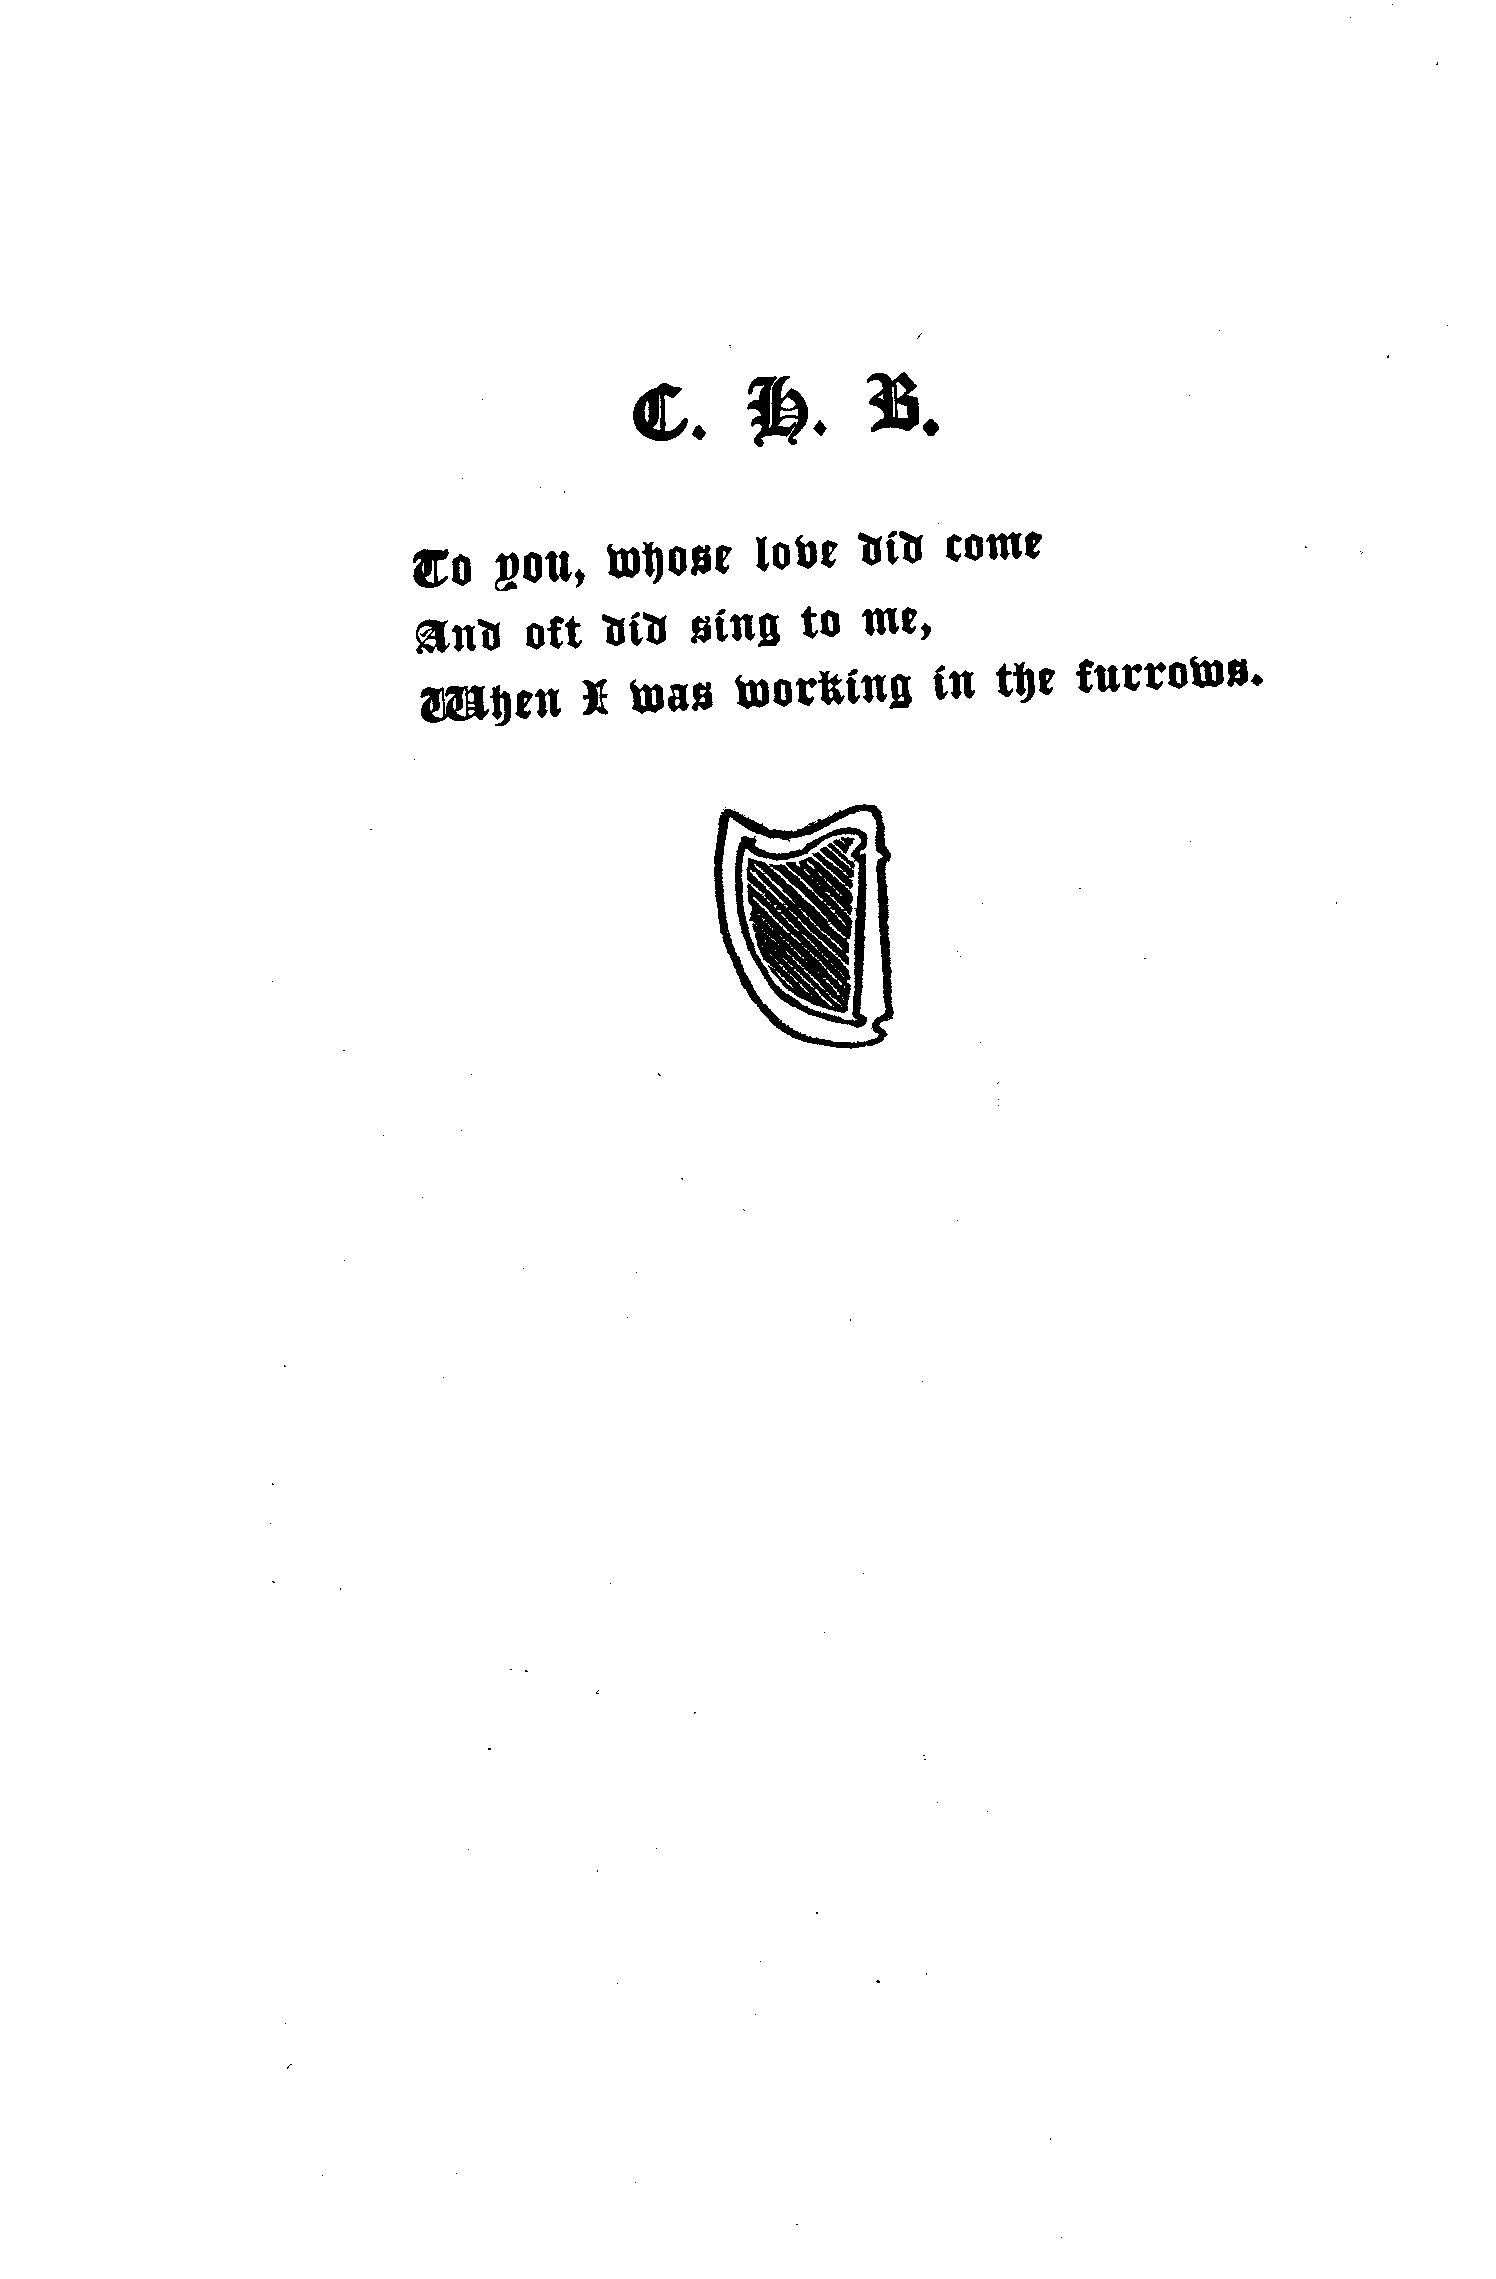 C. H. B.
To you, whose love did come
And oft did sing to me,
When I was working in the furrows.